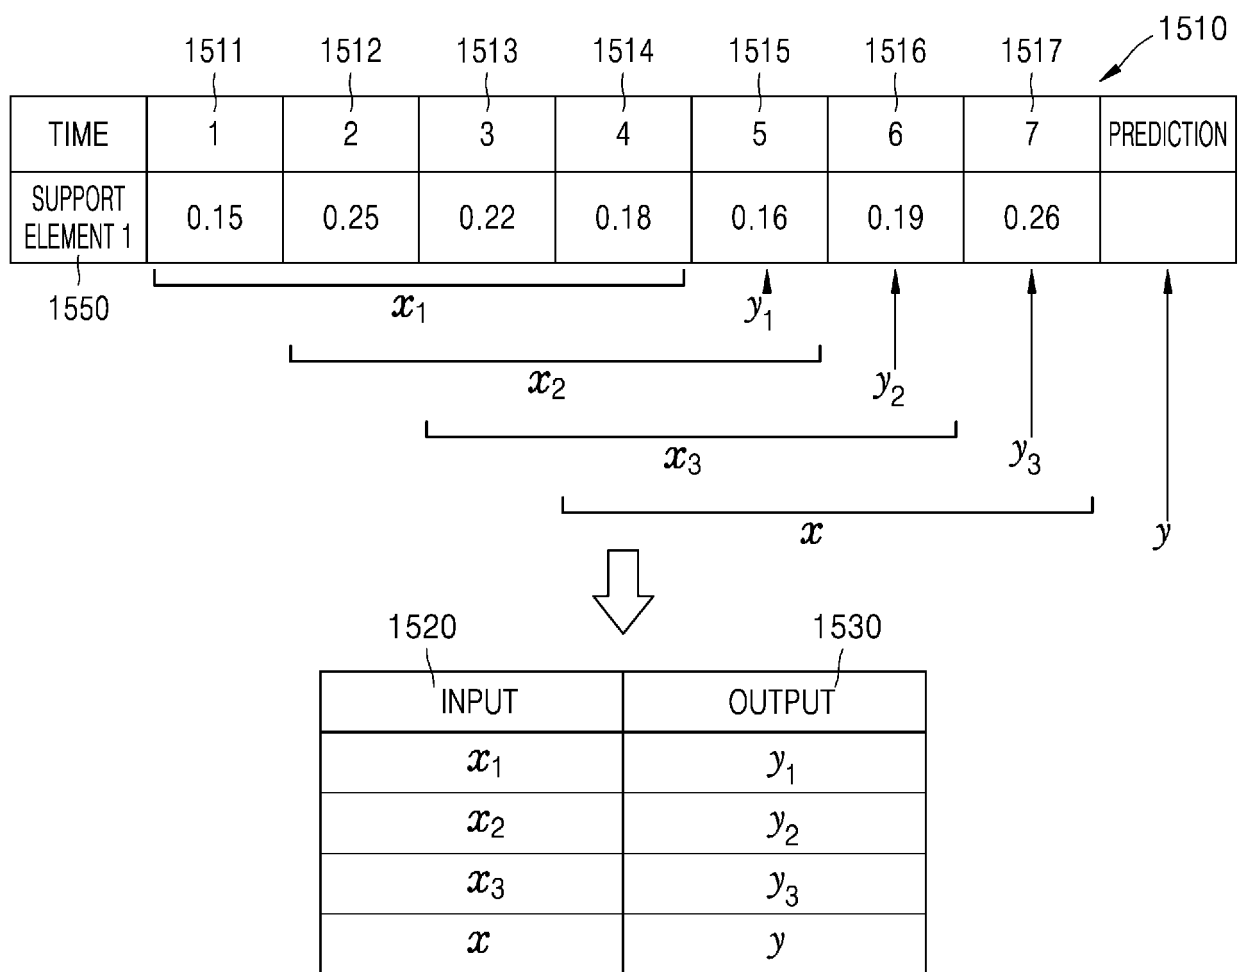 1510
1511 1512 1513 1514 1515 1516 1517
TIME 1 2 3 4 5 6 7 PREDICTION
SUPPORT
ELEMENT 1 0.15 0.25 0.22 0.18 0.16 0.19 0.26
1550
x₁ y₁
x₂ y₂
x₃ y₃
x y
1520 1530
INPUT OUTPUT
x₁ y₁
x₂ y₂
x₃ y₃
x y